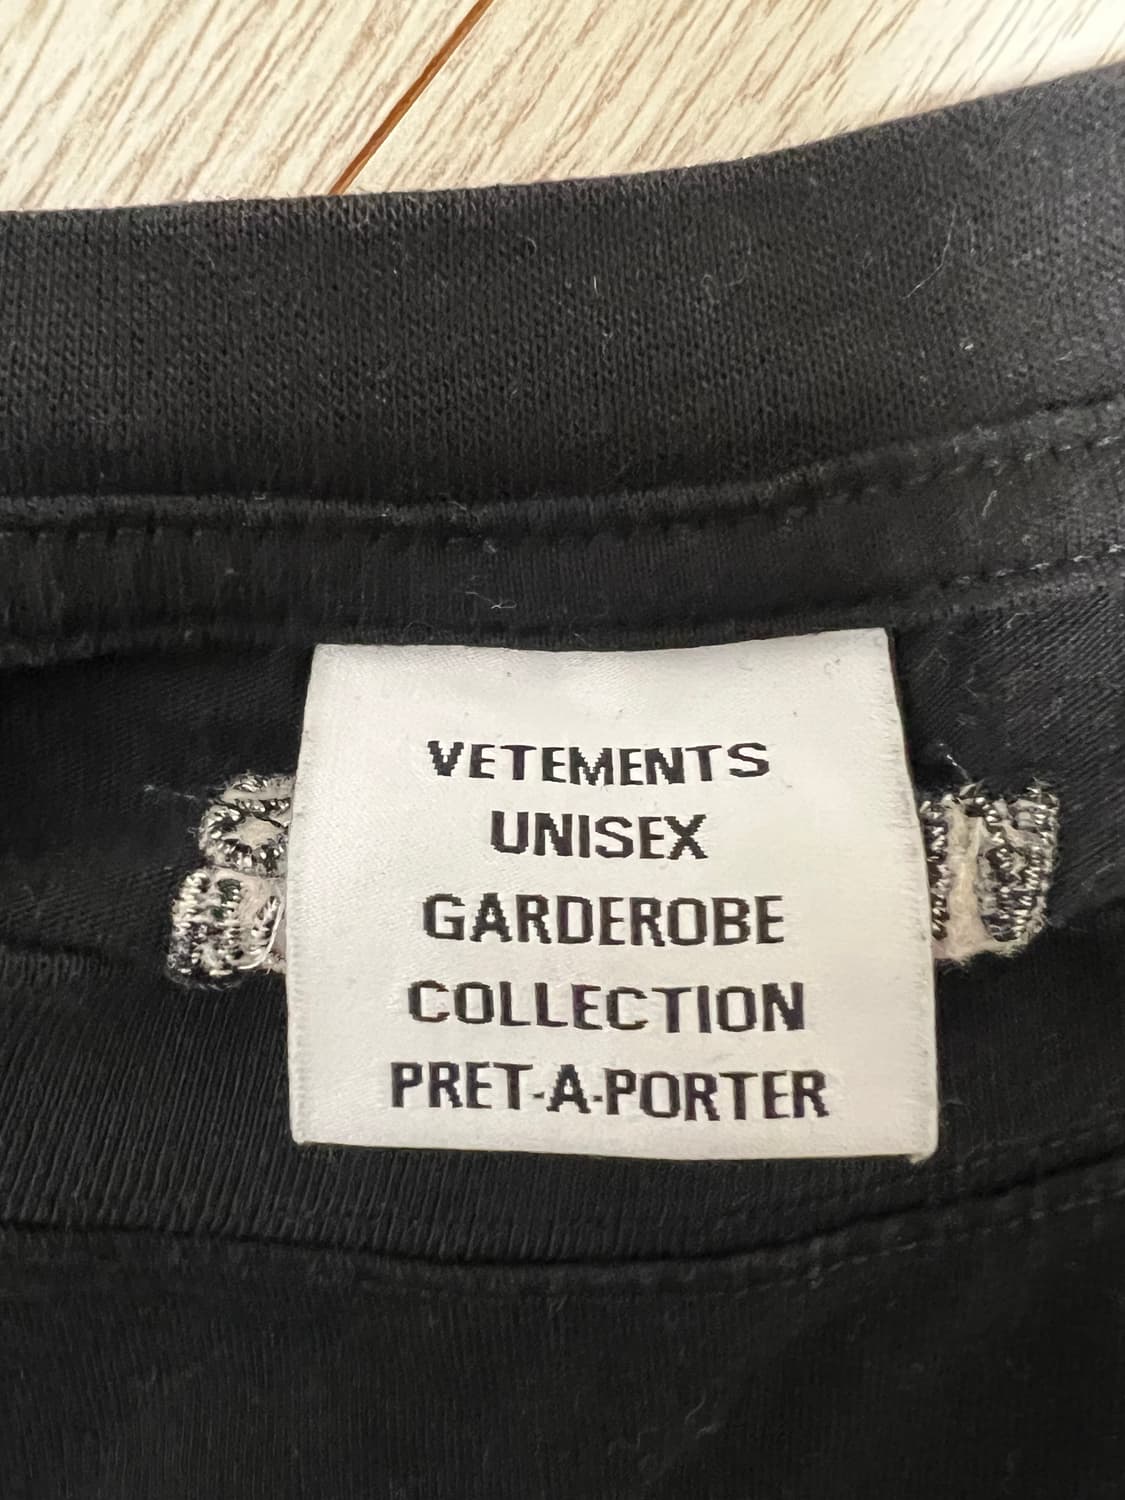 VETEMENTS
UNISEX
GARDEROBE
COLLECTION
PRET-A-PORTER